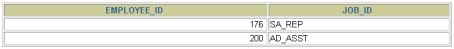 EMPLOYEE_ID JOB_ID
176 SA_REP
200 AD_ASST